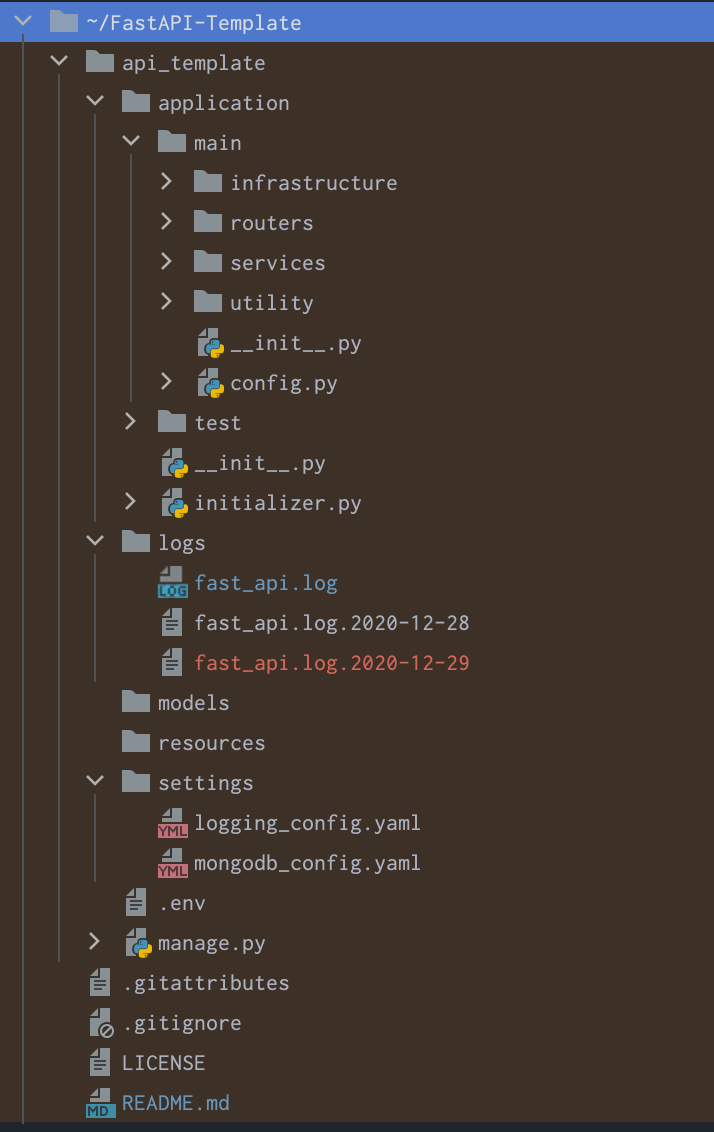 ~/FastAPI-Template
api_template
application
main
infrastructure
routers
services
utility
__init__.py
config.py
test
__init__.py
initializer.py
logs
LOG fast_api.log
fast_api.log.2020-12-28
fast_api.log.2020-12-29
models
resources
settings
YML logging_config.yaml
YML mongodb_config.yaml
.env
manage.py
.gitattributes
.gitignore
LICENSE
MD README.md